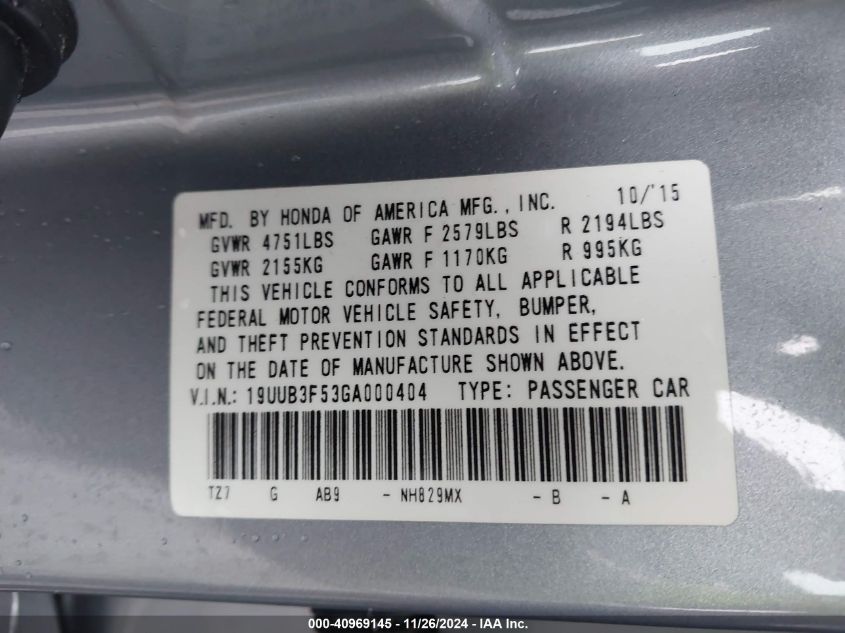 MFD. BY HONDA OF AMERICA MFG., INC. 10/'15
GVWR 4751LBS GAWR F 2579LBS R 2194LBS
GVWR 2155KG GAWR F 1170KG R 995KG
THIS VEHICLE CONFORMS TO ALL APPLICABLE
FEDERAL MOTOR VEHICLE SAFETY, BUMPER,
AND THEFT PREVENTION STANDARDS IN EFFECT
ON THE DATE OF MANUFACTURE SHOWN ABOVE.
V.I.N.: 19UUB3F53GA000404 TYPE: PASSENGER CAR
TZ7 G AB9 - NH829MX - B - A
000-40969145 - 11/26/2024 - IAA Inc.